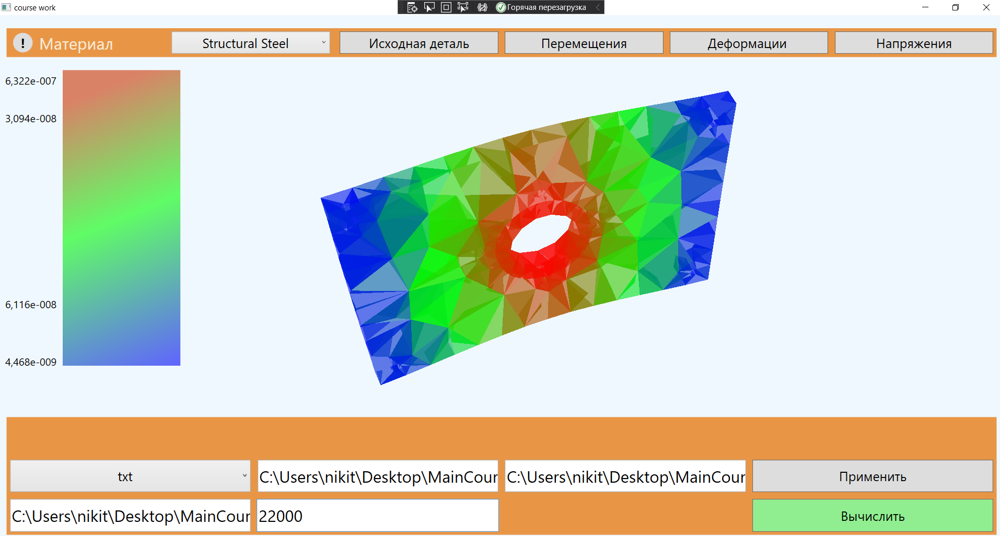 course work
Горячая перезагрузка
! Материал
Structural Steel
Исходная деталь
Перемещения
Деформации
Напряжения
6,322e-007
3,094e-008
6,116e-008
4,468e-009
txt
C:\Users\nikit\Desktop\MainCour
C:\Users\nikit\Desktop\MainCour
Применить
C:\Users\nikit\Desktop\MainCour
22000
Вычислить